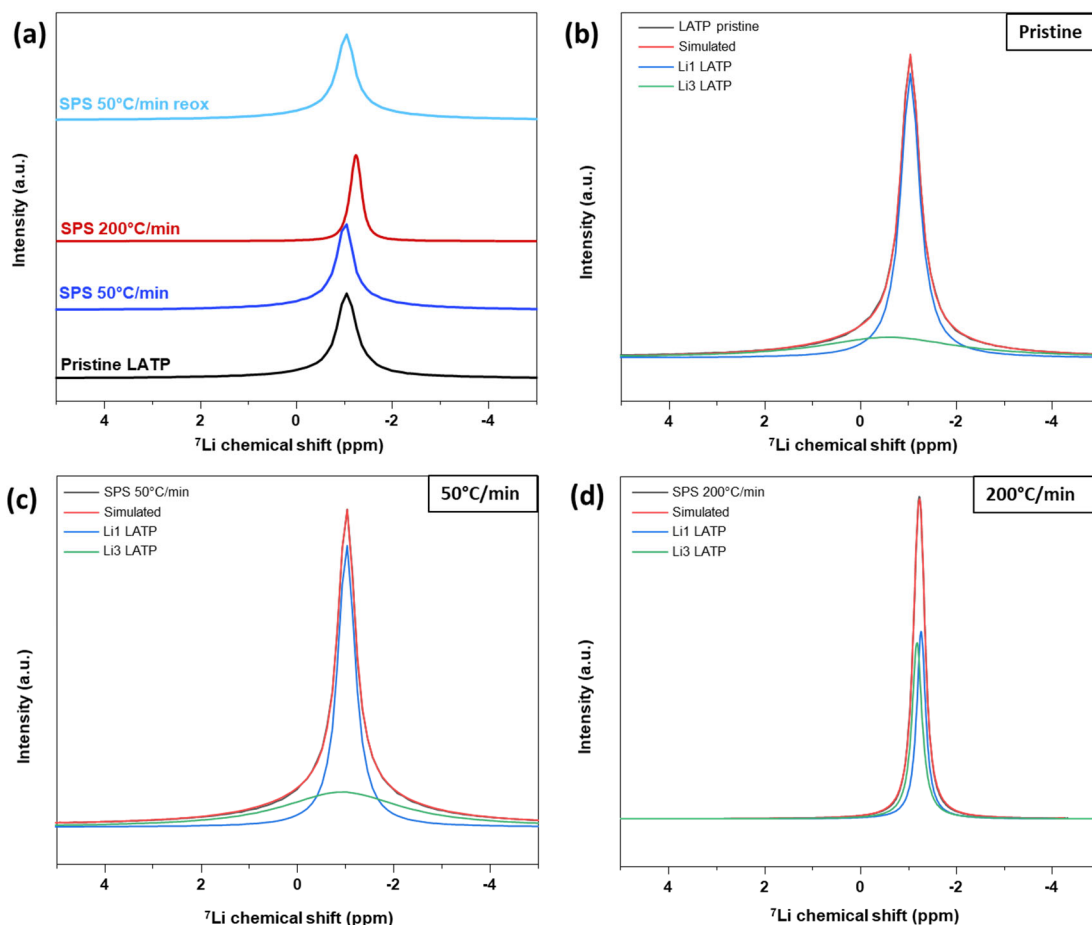 (a)
SPS 50°C/min reox
SPS 200°C/min
SPS 50°C/min
Pristine LATP
Intensity (a.u.)
4 2 0 -2 -4
⁷Li chemical shift (ppm)
(b)
LATP pristine
Simulated
Li1 LATP
Li3 LATP
Pristine
Intensity (a.u.)
4 2 0 -2 -4
⁷Li chemical shift (ppm)
(c)
SPS 50°C/min
Simulated
Li1 LATP
Li3 LATP
50°C/min
Intensity (a.u.)
4 2 0 -2 -4
⁷Li chemical shift (ppm)
(d)
SPS 200°C/min
Simulated
Li1 LATP
Li3 LATP
200°C/min
Intensity (a.u.)
4 2 0 -2 -4
⁷Li chemical shift (ppm)